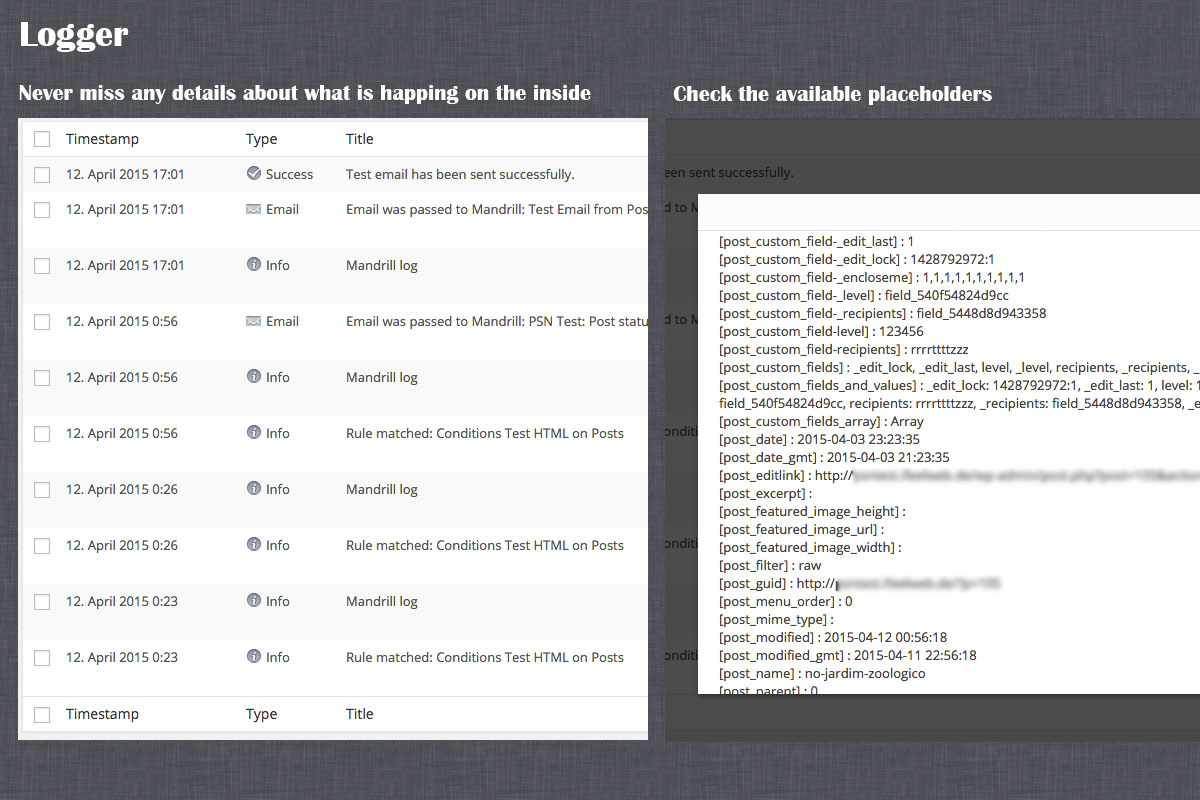 Logger
Never miss any details about what is happing on the inside
Timestamp Type Title
12. April 2015 17:01 Success Test email has been sent successfully.
12. April 2015 17:01 Email Email was passed to Mandrill: Test Email from Pos
12. April 2015 17:01 Info Mandrill log
12. April 2015 0:56 Email Email was passed to Mandrill: PSN Test: Post statu
12. April 2015 0:56 Info Mandrill log
12. April 2015 0:56 Info Rule matched: Conditions Test HTML on Posts
12. April 2015 0:26 Info Mandrill log
12. April 2015 0:26 Info Rule matched: Conditions Test HTML on Posts
12. April 2015 0:23 Info Mandrill log
12. April 2015 0:23 Info Rule matched: Conditions Test HTML on Posts
Timestamp Type Title
Check the available placeholders
een sent successfully.
d to M
d to M
onditi
onditi
onditi
[post_custom_field-_edit_last] : 1
[post_custom_field-_edit_lock] : 1428792972:1
[post_custom_field-_encloseme] : 1,1,1,1,1,1,1,1,1,1
[post_custom_field-_level] : field_540f54824d9cc
[post_custom_field-_recipients] : field_5448d8d943358
[post_custom_field-level] : 123456
[post_custom_field-recipients] : rrrrttttzzz
[post_custom_fields] : _edit_lock, _edit_last, level, _level, recipients, _recipients, _
[post_custom_fields_and_values] : _edit_lock: 1428792972:1, _edit_last: 1, level: 1
field_540f54824d9cc, recipients: rrrrttttzzz, _recipients: field_5448d8d943358, _e
[post_custom_fields_array] : Array
[post_date] : 2015-04-03 23:23:35
[post_date_gmt] : 2015-04-03 21:23:35
[post_editlink] : http://
[post_excerpt] :
[post_featured_image_height] :
[post_featured_image_url] :
[post_featured_image_width] :
[post_filter] : raw
[post_guid] : http://
[post_menu_order] : 0
[post_mime_type] :
[post_modified] : 2015-04-12 00:56:18
[post_modified_gmt] : 2015-04-11 22:56:18
[post_name] : no-jardim-zoologico
[post_parent] : 0